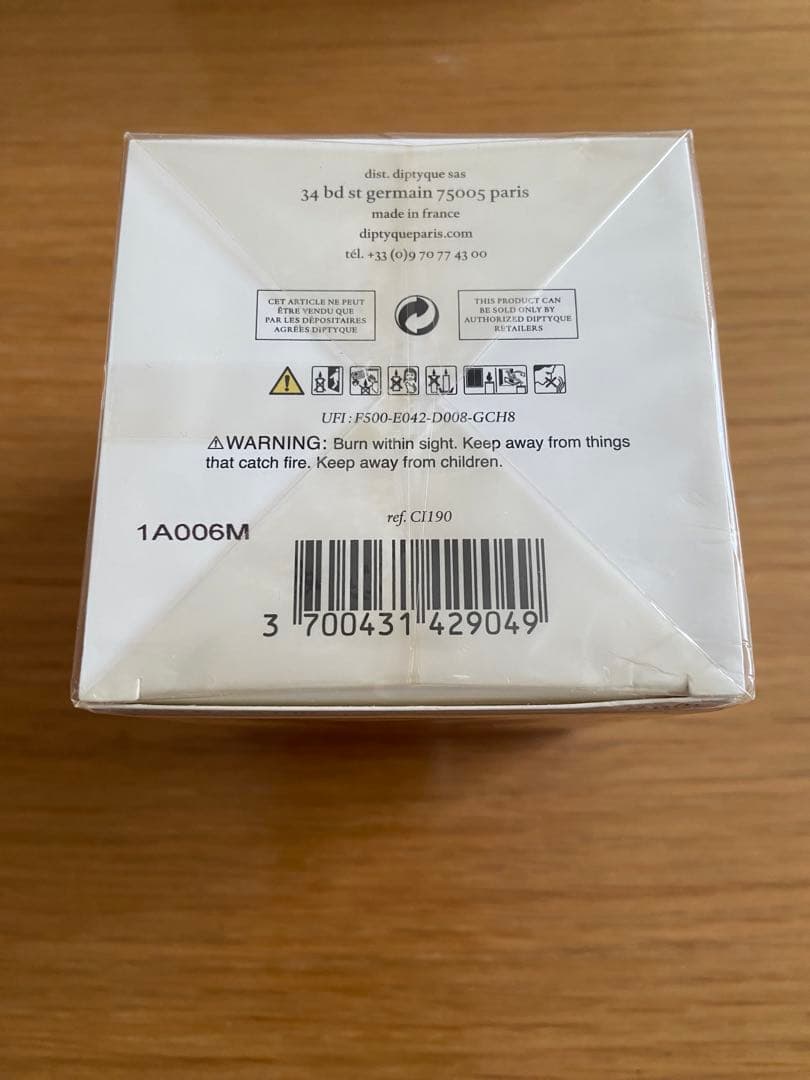 dist. diptyque sas
34 bd st germain 75005 paris
made in france
diptyqueparis.com
tél. +33 (0)9 70 77 43 00
CET ARTICLE NE PEUT
ÊTRE VENDU QUE
PAR LES DÉPOSITAIRES
AGRÉÉS DIPTYQUE
THIS PRODUCT CAN
BE SOLD ONLY BY
AUTHORIZED DIPTYQUE
RETAILERS
UFI : F500-E042-D008-GCH8
⚠WARNING: Burn within sight. Keep away from things
that catch fire. Keep away from children.
ref. CI190
1A006M
3 700431 429049